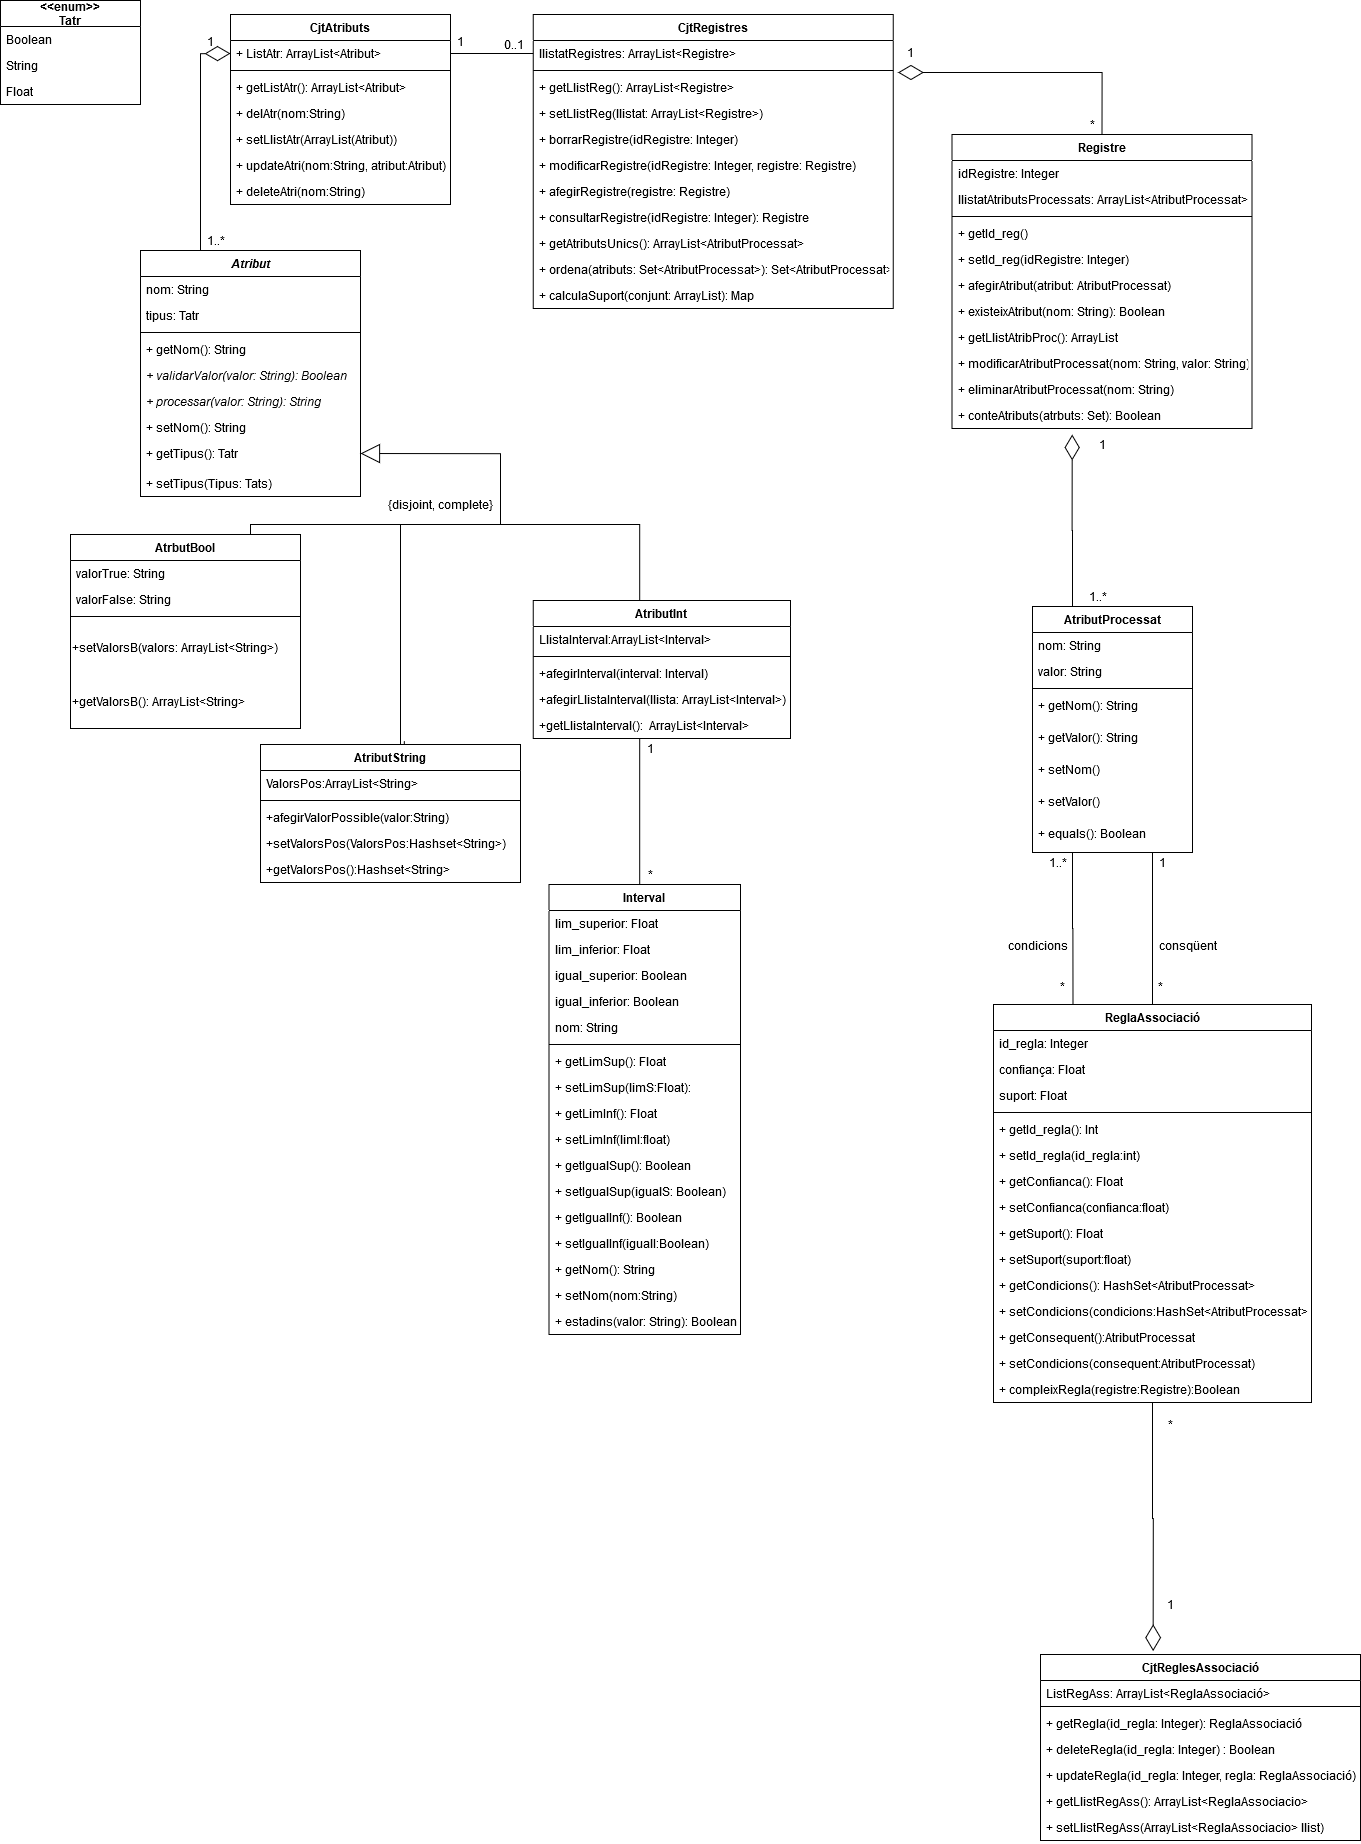 <<enum>>
Tatr
Boolean
String
Float
CjtAtributs
+ ListAtr: ArrayList<Atribut>
+ getListAtr(): ArrayList<Atribut>
+ delAtr(nom:String)
+ setLlistAtr(ArrayList(Atribut))
+ updateAtri(nom:String, atribut:Atribut)
+ deleteAtri(nom:String)
1
1
0..1
CjtRegistres
llistatRegistres: ArrayList<Registre>
+ getLlistReg(): ArrayList<Registre>
+ setLlistReg(llistat: ArrayList<Registre>)
+ borrarRegistre(idRegistre: Integer)
+ modificarRegistre(idRegistre: Integer, registre: Registre)
+ afegirRegistre(registre: Registre)
+ consultarRegistre(idRegistre: Integer): Registre
+ getAtributsUnics(): ArrayList<AtributProcessat>
+ ordena(atributs: Set<AtributProcessat>): Set<AtributProcessat>
+ calculaSuport(conjunt: ArrayList): Map
1
*
Registre
idRegistre: Integer
llistatAtributsProcessats: ArrayList<AtributProcessat>
+ getId_reg()
+ setId_reg(idRegistre: Integer)
+ afegirAtribut(atribut: AtributProcessat)
+ existeixAtribut(nom: String): Boolean
+ getLlistAtribProc(): ArrayList
+ modificarAtributProcessat(nom: String, valor: String)
+ eliminarAtributProcessat(nom: String)
+ conteAtributs(atrbuts: Set): Boolean
1
1..*
1..*
Atribut
nom: String
tipus: Tatr
+ getNom(): String
+ validarValor(valor: String): Boolean
+ processar(valor: String): String
+ setNom(): String
+ getTipus(): Tatr
+ setTipus(Tipus: Tats)
{disjoint, complete}
AtrbutBool
valorTrue: String
valorFalse: String
+setValorsB(valors: ArrayList<String>)
+getValorsB(): ArrayList<String>
AtributString
ValorsPos:ArrayList<String>
+afegirValorPossible(valor:String)
+setValorsPos(ValorsPos:Hashset<String>)
+getValorsPos():Hashset<String>
AtributInt
LlistaInterval:ArrayList<Interval>
+afegirInterval(interval: Interval)
+afegirLlistaInterval(llista: ArrayList<Interval>)
+getLlistaInterval():  ArrayList<Interval>
1
*
Interval
lim_superior: Float
lim_inferior: Float
igual_superior: Boolean
igual_inferior: Boolean
nom: String
+ getLimSup(): Float
+ setLimSup(limS:Float):
+ getLimInf(): Float
+ setLimInf(limI:float)
+ getIgualSup(): Boolean
+ setIgualSup(igualS: Boolean)
+ getIgualInf(): Boolean
+ setIgualInf(igualI:Boolean)
+ getNom(): String
+ setNom(nom:String)
+ estadins(valor: String): Boolean
AtributProcessat
nom: String
valor: String
+ getNom(): String
+ getValor(): String
+ setNom()
+ setValor()
+ equals(): Boolean
1..*
1
condicions
consqüent
*
*
ReglaAssociació
id_regla: Integer
confiança: Float
suport: Float
+ getId_regla(): Int
+ setId_regla(id_regla:int)
+ getConfianca(): Float
+ setConfianca(confianca:float)
+ getSuport(): Float
+ setSuport(suport:float)
+ getCondicions(): HashSet<AtributProcessat>
+ setCondicions(condicions:HashSet<AtributProcessat>
+ getConsequent():AtributProcessat
+ setCondicions(consequent:AtributProcessat)
+ compleixRegla(registre:Registre):Boolean
*
1
CjtReglesAssociació
ListRegAss: ArrayList<ReglaAssociació>
+ getRegla(id_regla: Integer): ReglaAssociació
+ deleteRegla(id_regla: Integer) : Boolean
+ updateRegla(id_regla: Integer, regla: ReglaAssociació)
+ getLlistRegAss(): ArrayList<ReglaAssociacio>
+ setLlistRegAss(ArrayList<ReglaAssociacio> llist)